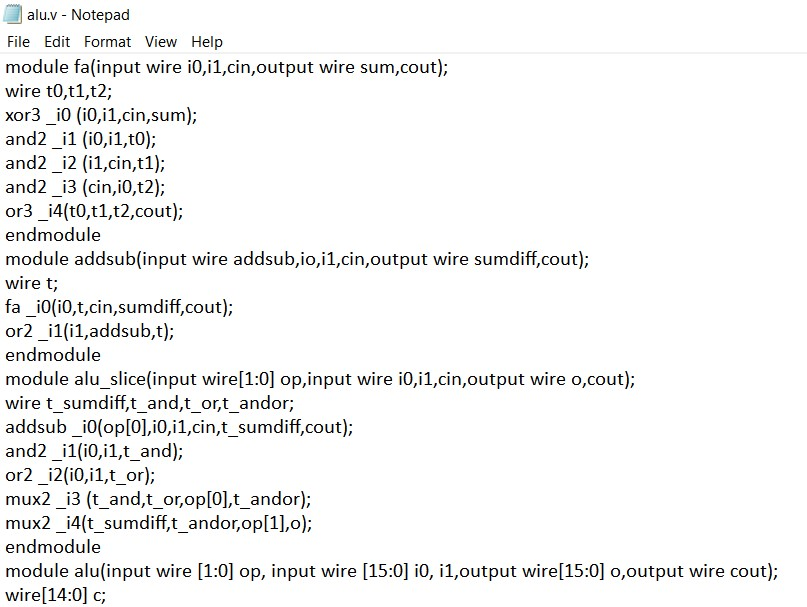 alu.v - Notepad
File Edit Format View Help
module fa(input wire i0,i1,cin,output wire sum,cout);
wire t0,t1,t2;
xor3 _i0 (i0,i1,cin,sum);
and2 _i1 (i0,i1,t0);
and2 _i2 (i1,cin,t1);
and2 _i3 (cin,i0,t2);
or3 _i4(t0,t1,t2,cout);
endmodule
module addsub(input wire addsub,io,i1,cin,output wire sumdiff,cout);
wire t;
fa _i0(i0,t,cin,sumdiff,cout);
or2 _i1(i1,addsub,t);
endmodule
module alu_slice(input wire[1:0] op,input wire i0,i1,cin,output wire o,cout);
wire t_sumdiff,t_and,t_or,t_andor;
addsub _i0(op[0],i0,i1,cin,t_sumdiff,cout);
and2 _i1(i0,i1,t_and);
or2 _i2(i0,i1,t_or);
mux2 _i3 (t_and,t_or,op[0],t_andor);
mux2 _i4(t_sumdiff,t_andor,op[1],o);
endmodule
module alu(input wire [1:0] op, input wire [15:0] i0, i1,output wire[15:0] o,output wire cout);
wire[14:0] c;